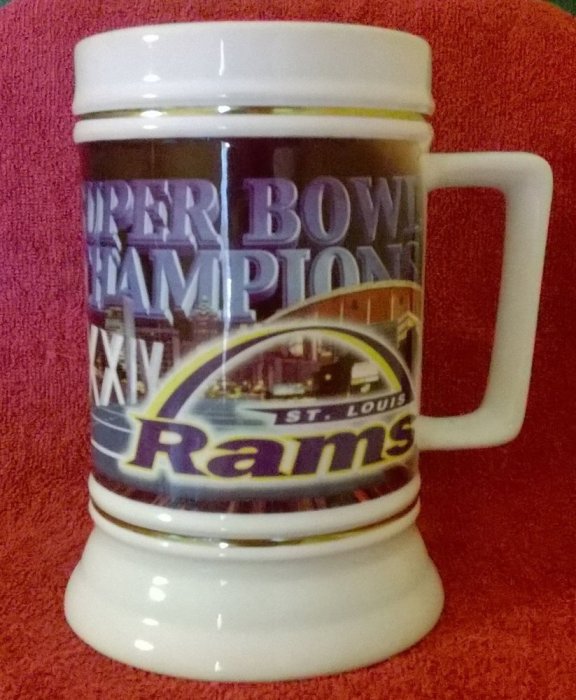 UPER BOWL
CHAMPIONS
XXIV
ST. LOUIS
Rams